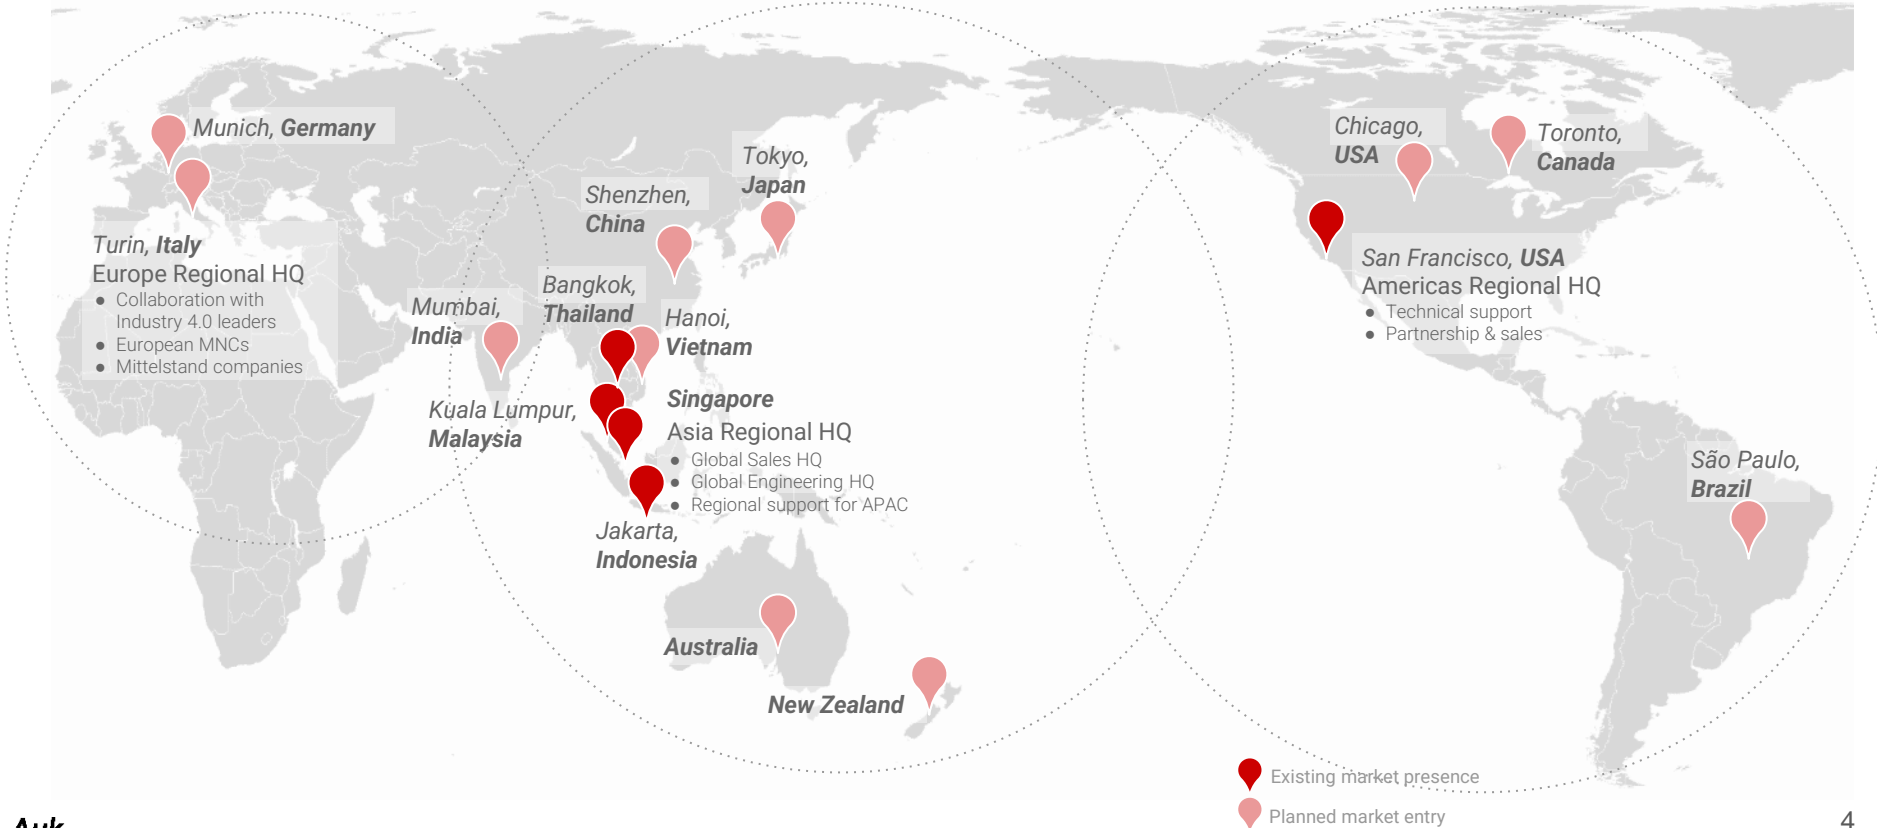 Munich, Germany
Turin, Italy
Europe Regional HQ
● Collaboration with
Industry 4.0 leaders
● European MNCs
● Mittelstand companies
Mumbai,
India
Shenzhen,
China
Tokyo,
Japan
Bangkok,
Thailand
Hanoi,
Vietnam
Kuala Lumpur,
Malaysia
Singapore
Asia Regional HQ
● Global Sales HQ
● Global Engineering HQ
● Regional support for APAC
Jakarta,
Indonesia
Australia
New Zealand
Chicago,
USA
Toronto,
Canada
San Francisco, USA
Americas Regional HQ
● Technical support
● Partnership & sales
São Paulo,
Brazil
Existing market presence
Planned market entry
Auk
4